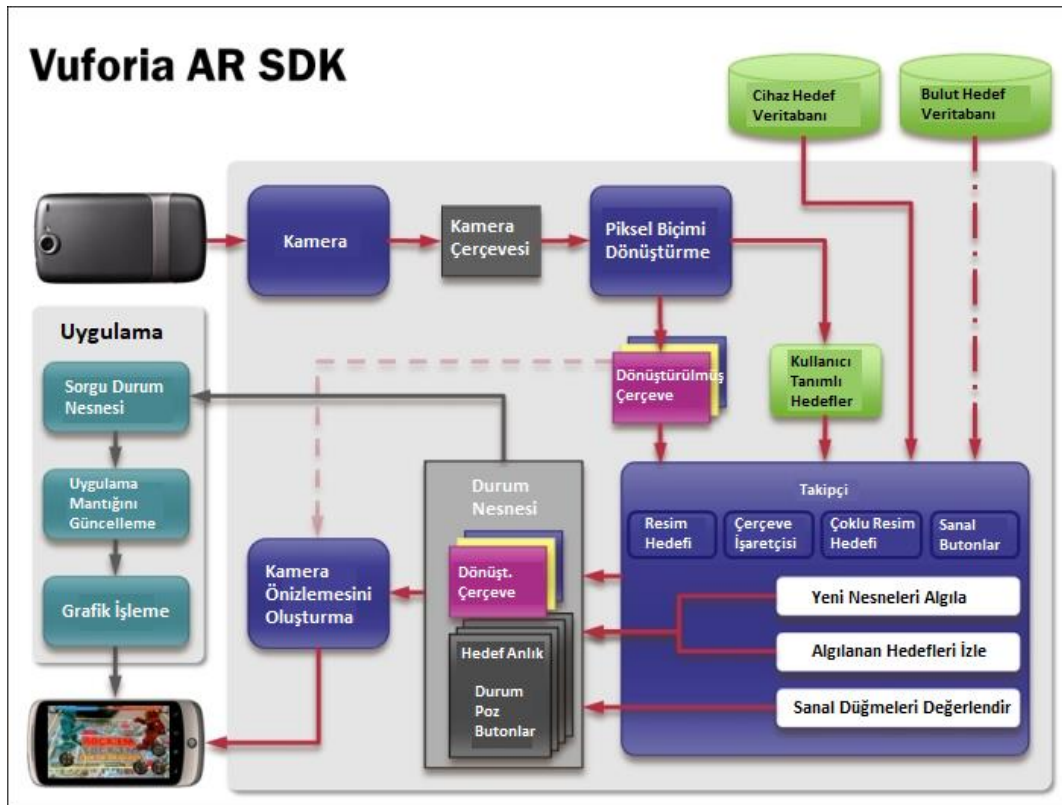 Vuforia AR SDK
Cihaz Hedef
Veritabanı
Bulut Hedef
Veritabanı
Kamera
Kamera
Çerçevesi
Piksel Biçimi
Dönüştürme
Uygulama
Sorgu Durum
Nesnesi
Uygulama
Mantığını
Güncelleme
Grafik İşleme
Dönüştürülmüş
Çerçeve
Kullanıcı
Tanımlı
Hedefler
Durum
Nesnesi
Dönüşt.
Çerçeve
Hedef Anlık
Durum
Poz
Butonlar
Kamera
Önizlemesini
Oluşturma
Takipçi
Resim
Hedefi
Çerçeve
İşaretçisi
Çoklu Resim
Hedefi
Sanal
Butonlar
Yeni Nesneleri Algıla
Algılanan Hedefleri İzle
Sanal Düğmeleri Değerlendir